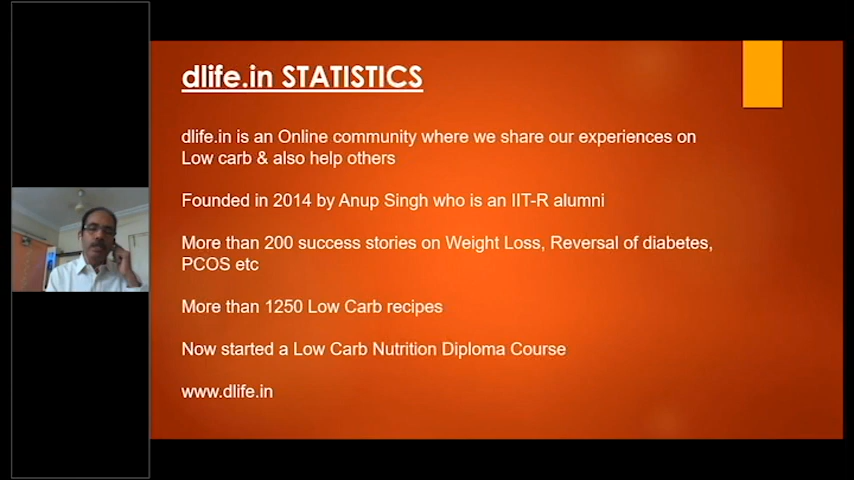 dlife.in STATISTICS
dlife.in is an Online community where we share our experiences on
Low carb & also help others
Founded in 2014 by Anup Singh who is an IIT-R alumni
More than 200 success stories on Weight Loss, Reversal of diabetes,
PCOS etc
More than 1250 Low Carb recipes
Now started a Low Carb Nutrition Diploma Course
www.dlife.in